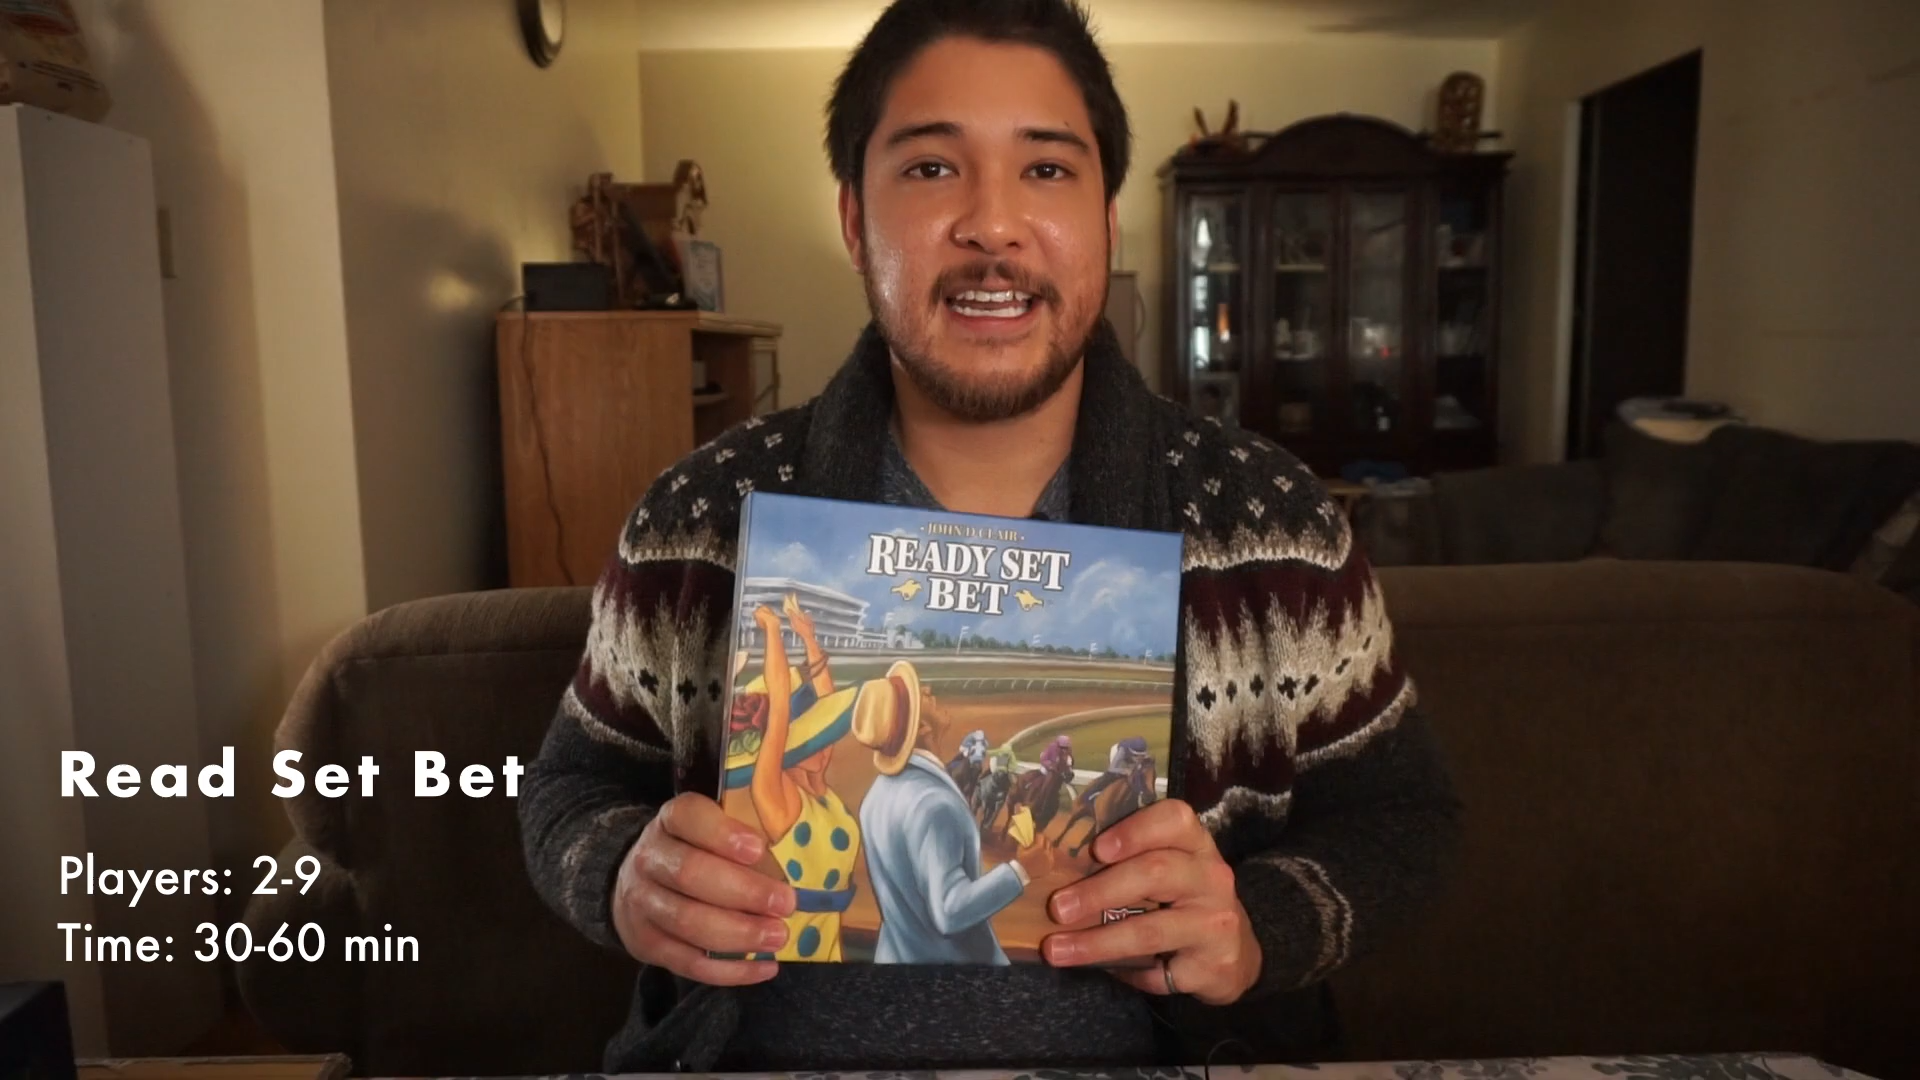 • JOHN D. CLAIR •
READY SET
BET
Read Set Bet
Players: 2-9
Time: 30-60 min